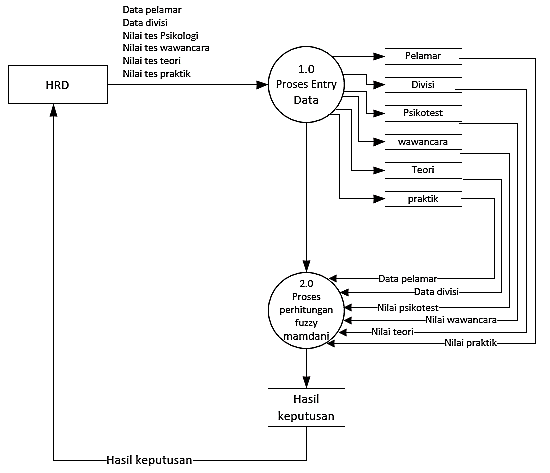 Data pelamar
Data divisi
Nilai tes Psikologi
Nilai tes wawancara
Nilai tes teori
Nilai tes praktik
HRD
1.0
Proses Entry
Data
Pelamar
Divisi
Psikotest
wawancara
Teori
praktik
2.0
Proses
perhitungan
fuzzy
mamdani
Data pelamar
Data divisi
Nilai psikotest
Nilai wawancara
Nilai teori
Nilai praktik
Hasil
keputusan
Hasil keputusan